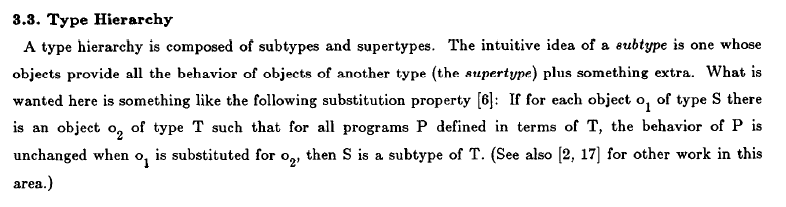 3.3. Type Hierarchy
A type hierarchy is composed of subtypes and supertypes. The intuitive idea of a subtype is one whose
objects provide all the behavior of objects of another type (the supertype) plus something extra. What is
wanted here is something like the following substitution property [6]: If for each object o₁ of type S there
is an object o₂ of type T such that for all programs P defined in terms of T, the behavior of P is
unchanged when o₁ is substituted for o₂, then S is a subtype of T. (See also [2, 17] for other work in this
area.)